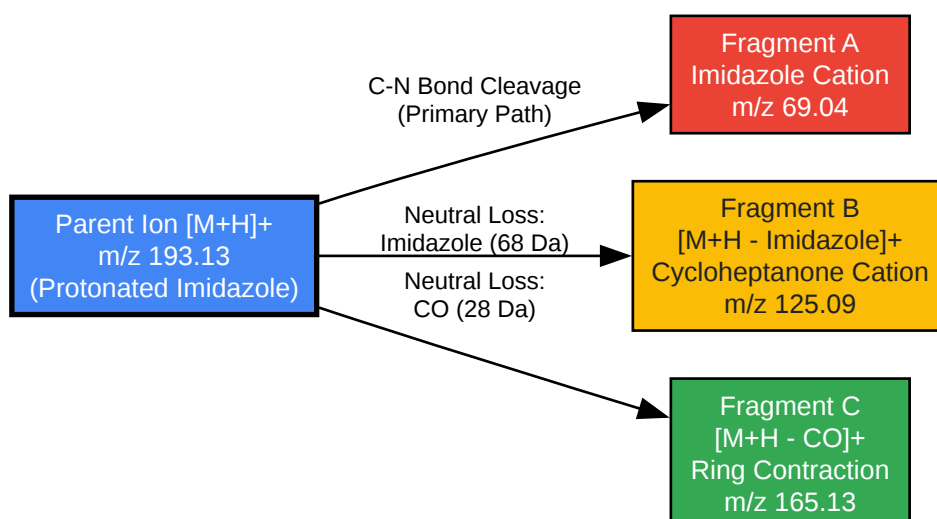 Parent Ion [M+H]+
m/z 193.13
(Protonated Imidazole)
C-N Bond Cleavage
(Primary Path)
Neutral Loss:
Imidazole (68 Da)
Neutral Loss:
CO (28 Da)
Fragment A
Imidazole Cation
m/z 69.04
Fragment B
[M+H - Imidazole]+
Cycloheptanone Cation
m/z 125.09
Fragment C
[M+H - CO]+
Ring Contraction
m/z 165.13